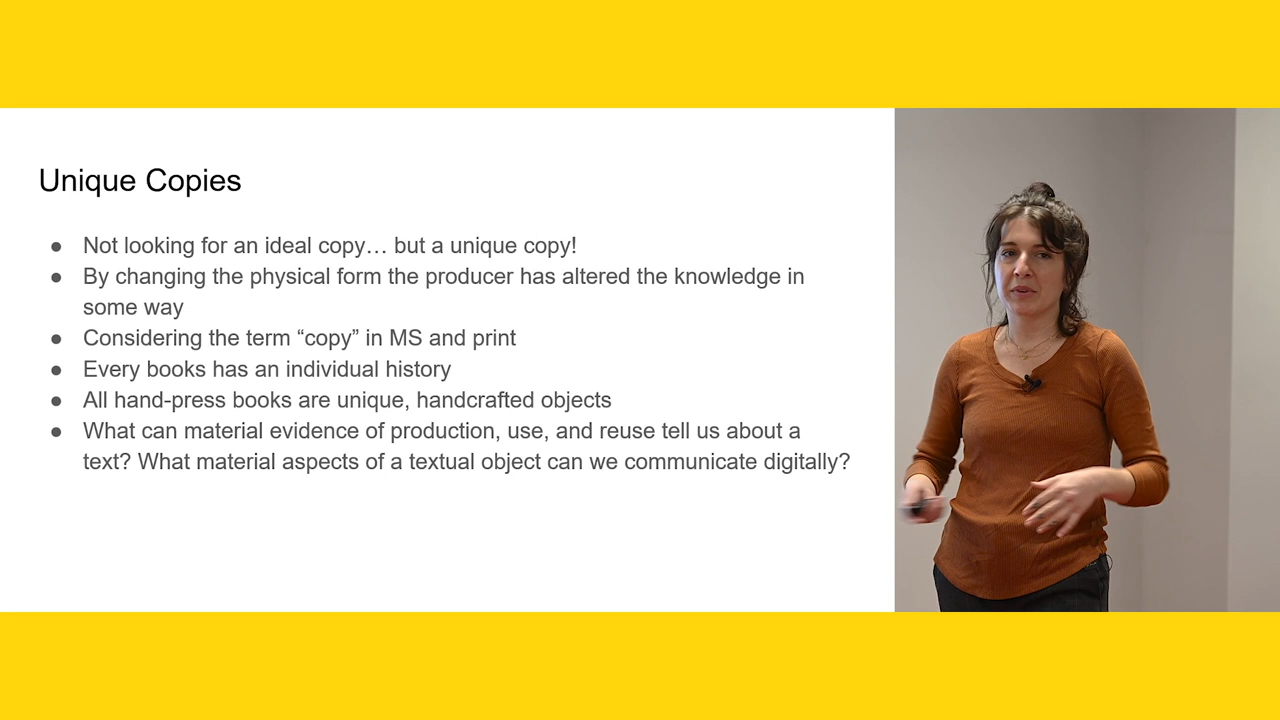 Unique Copies
● Not looking for an ideal copy… but a unique copy!
● By changing the physical form the producer has altered the knowledge in
some way
● Considering the term “copy” in MS and print
● Every books has an individual history
● All hand-press books are unique, handcrafted objects
● What can material evidence of production, use, and reuse tell us about a
text? What material aspects of a textual object can we communicate digitally?